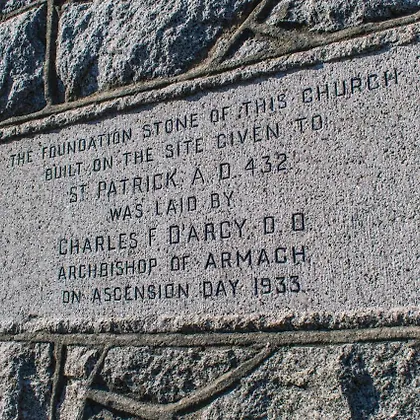 THE FOUNDATION STONE OF THIS CHURCH
BUILT ON THE SITE GIVEN TO
ST PATRICK A. D. 432.
WAS LAID BY
CHARLES F D'ARCY, D. D.
ARCHBISHOP OF ARMAGH,
ON ASCENSION DAY 1933.